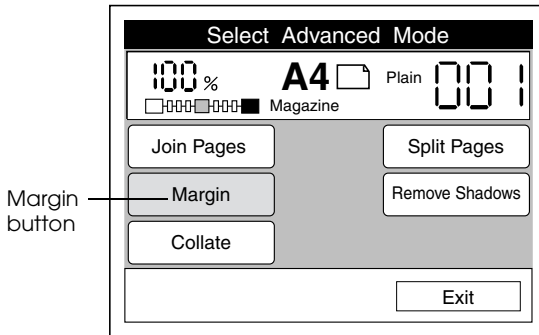 Select Advanced Mode
100 % A4 Plain 001
Magazine
Join Pages Split Pages
Margin button
Margin Remove Shadows
Collate
Exit